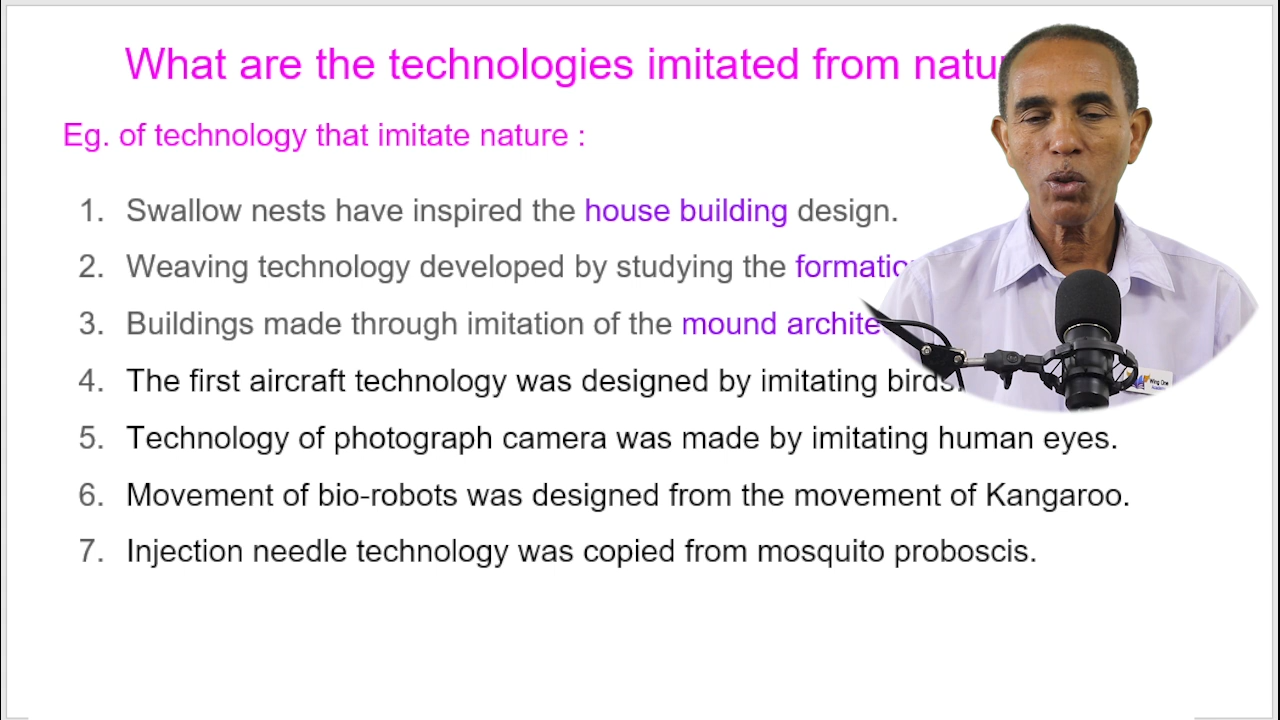 What are the technologies imitated from natu
Eg. of technology that imitate nature :
1. Swallow nests have inspired the house building design.
2. Weaving technology developed by studying the formatio
3. Buildings made through imitation of the mound archite
4. The first aircraft technology was designed by imitating birds.
5. Technology of photograph camera was made by imitating human eyes.
6. Movement of bio-robots was designed from the movement of Kangaroo.
7. Injection needle technology was copied from mosquito proboscis.
Wing One